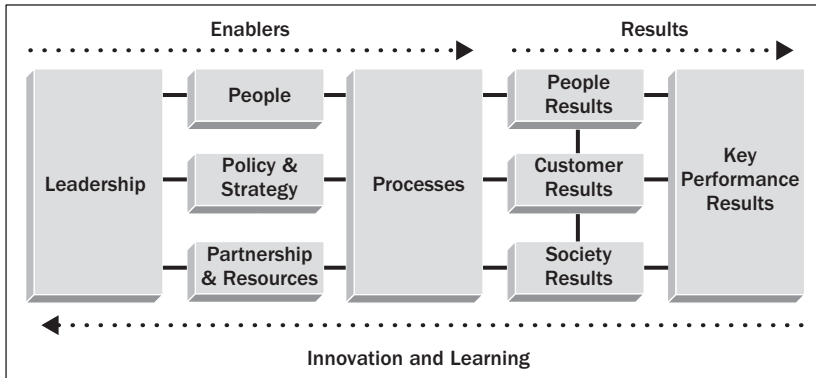 Enablers
Results
Leadership
People
Policy &
Strategy
Partnership
& Resources
Processes
People
Results
Customer
Results
Society
Results
Key
Performance
Results
Innovation and Learning